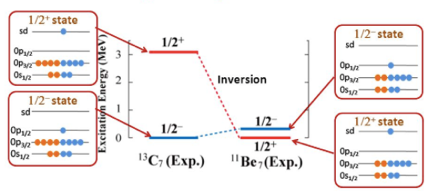 1/2⁺ state
sd
0p₁/₂
0p₃/₂
0s₁/₂
1/2⁻ state
sd
0p₁/₂
0p₃/₂
0s₁/₂
Excitation Energy (MeV)
3
2
1
0
1/2⁺
1/2⁻
Inversion
1/2⁻
1/2⁺
¹³C₇ (Exp.)
¹¹Be₇ (Exp.)
1/2⁻ state
sd
0p₁/₂
0p₃/₂
0s₁/₂
1/2⁺ state
sd
0p₁/₂
0p₃/₂
0s₁/₂